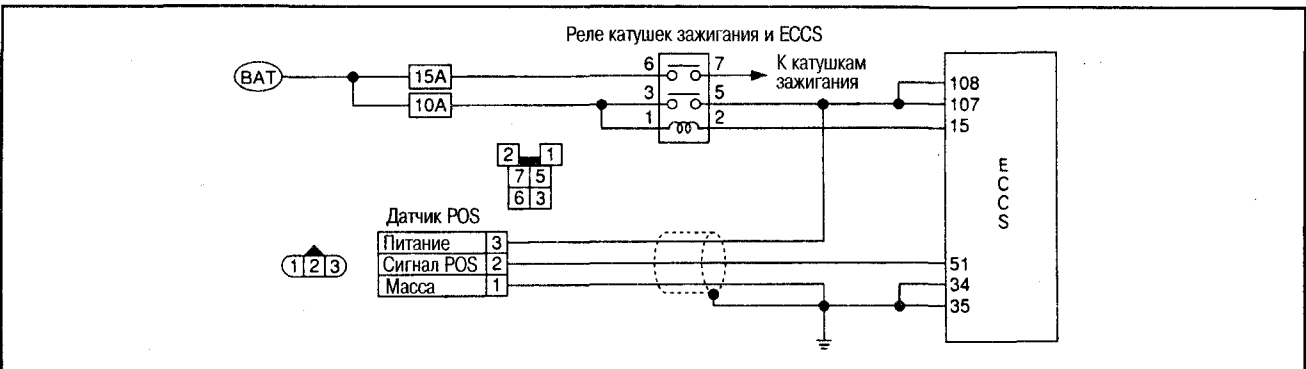 Реле катушек зажигания и ECCS
BAT
15A
6
7
К катушкам
зажигания
10A
3
5
1
2
108
107
15
2
1
7 5
6 3
ECCS
Датчик POS
Питание 3
Сигнал POS 2
Масса 1
1 2 3
51
34
35